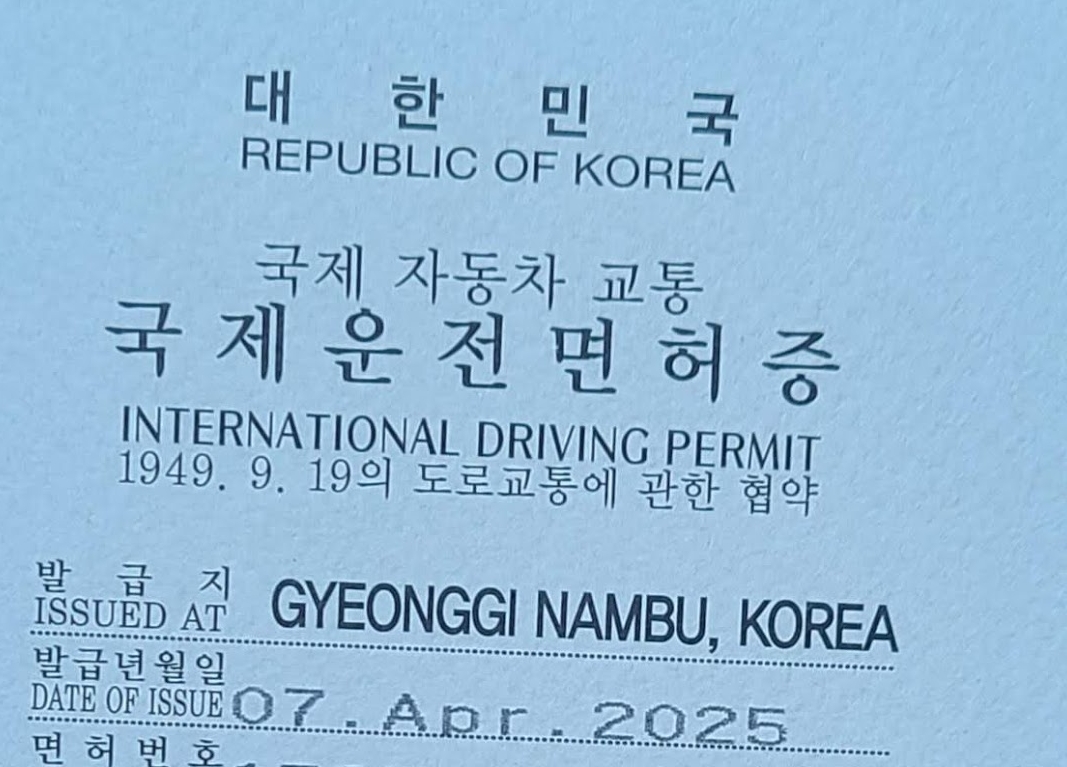 대 한 민 국
REPUBLIC OF KOREA
국제 자동차 교통
국 제 운 전 면 허 증
INTERNATIONAL DRIVING PERMIT
1949. 9. 19의 도로교통에 관한 협약
발 급 지
ISSUED AT GYEONGGI NAMBU, KOREA
발급년월일
DATE OF ISSUE 07.Apr.2025
면 허 번 호